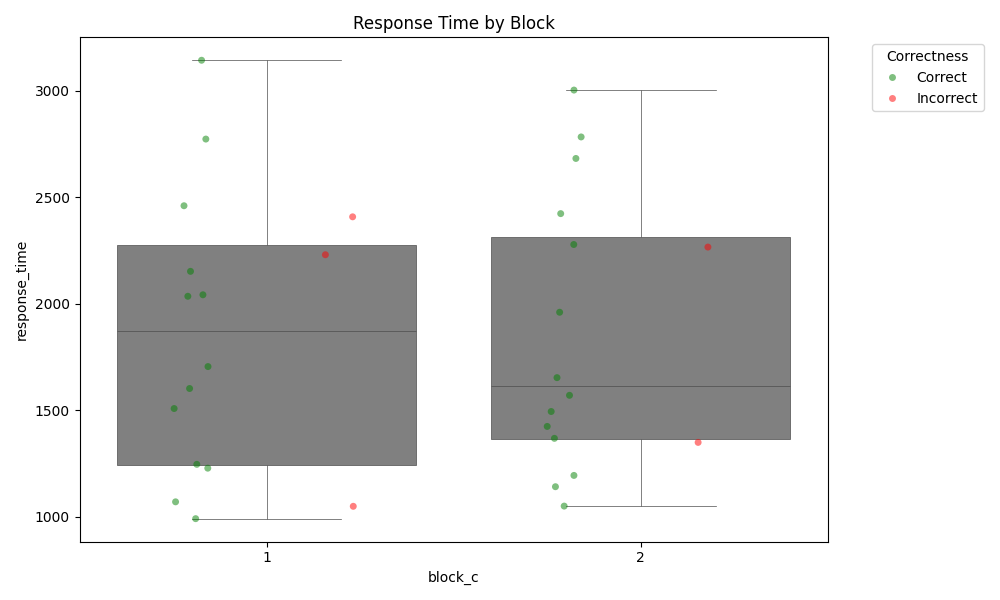 Response Time by Block
Correctness
Correct
Incorrect
response_time
3000
2500
2000
1500
1000
1
2
block_c